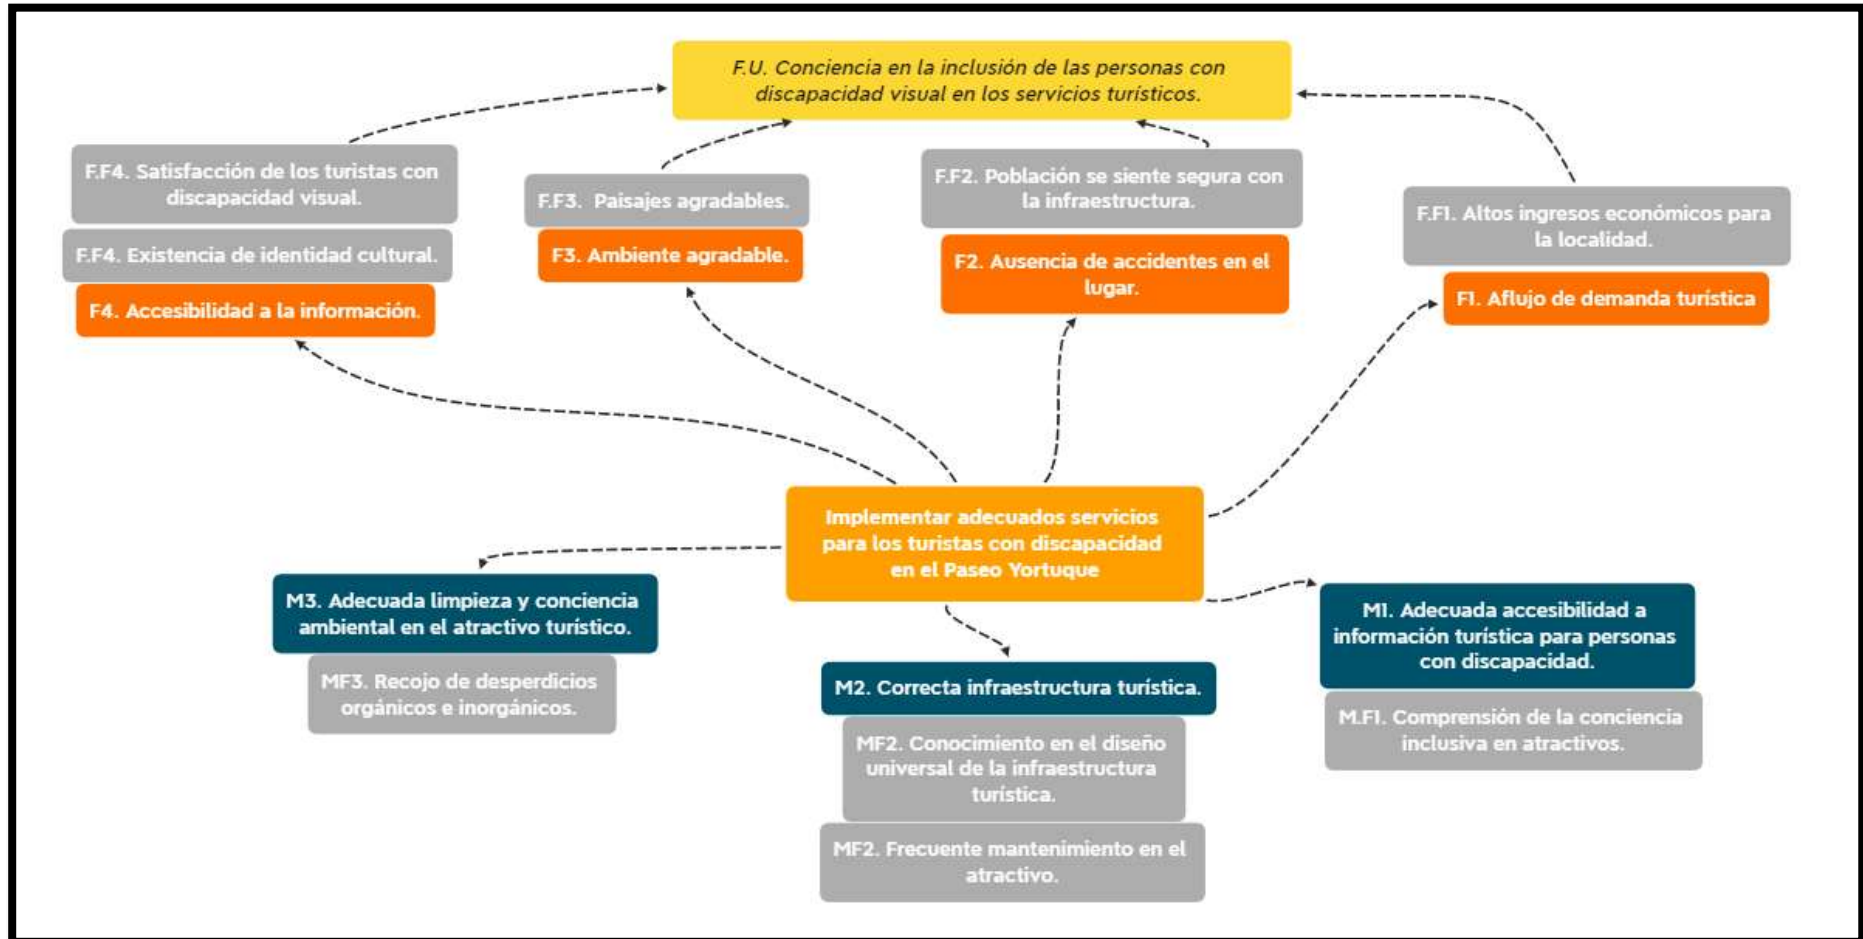 F.U. Conciencia en la inclusión de las personas con
discapacidad visual en los servicios turísticos.
F.F4. Satisfacción de los turistas con
discapacidad visual.
F.F4. Existencia de identidad cultural.
F4. Accesibilidad a la información.
F.F3. Paisajes agradables.
F3. Ambiente agradable.
F.F2. Población se siente segura con
la infraestructura.
F2. Ausencia de accidentes en el
lugar.
F.F1. Altos ingresos económicos para
la localidad.
F1. Aflujo de demanda turística
Implementar adecuados servicios
para los turistas con discapacidad
en el Paseo Yortuque
M3. Adecuada limpieza y conciencia
ambiental en el atractivo turístico.
MF3. Recojo de desperdicios
orgánicos e inorgánicos.
M2. Correcta infraestructura turística.
MF2. Conocimiento en el diseño
universal de la infraestructura
turística.
MF2. Frecuente mantenimiento en el
atractivo.
M1. Adecuada accesibilidad a
información turística para personas
con discapacidad.
M.F1. Comprensión de la conciencia
inclusiva en atractivos.